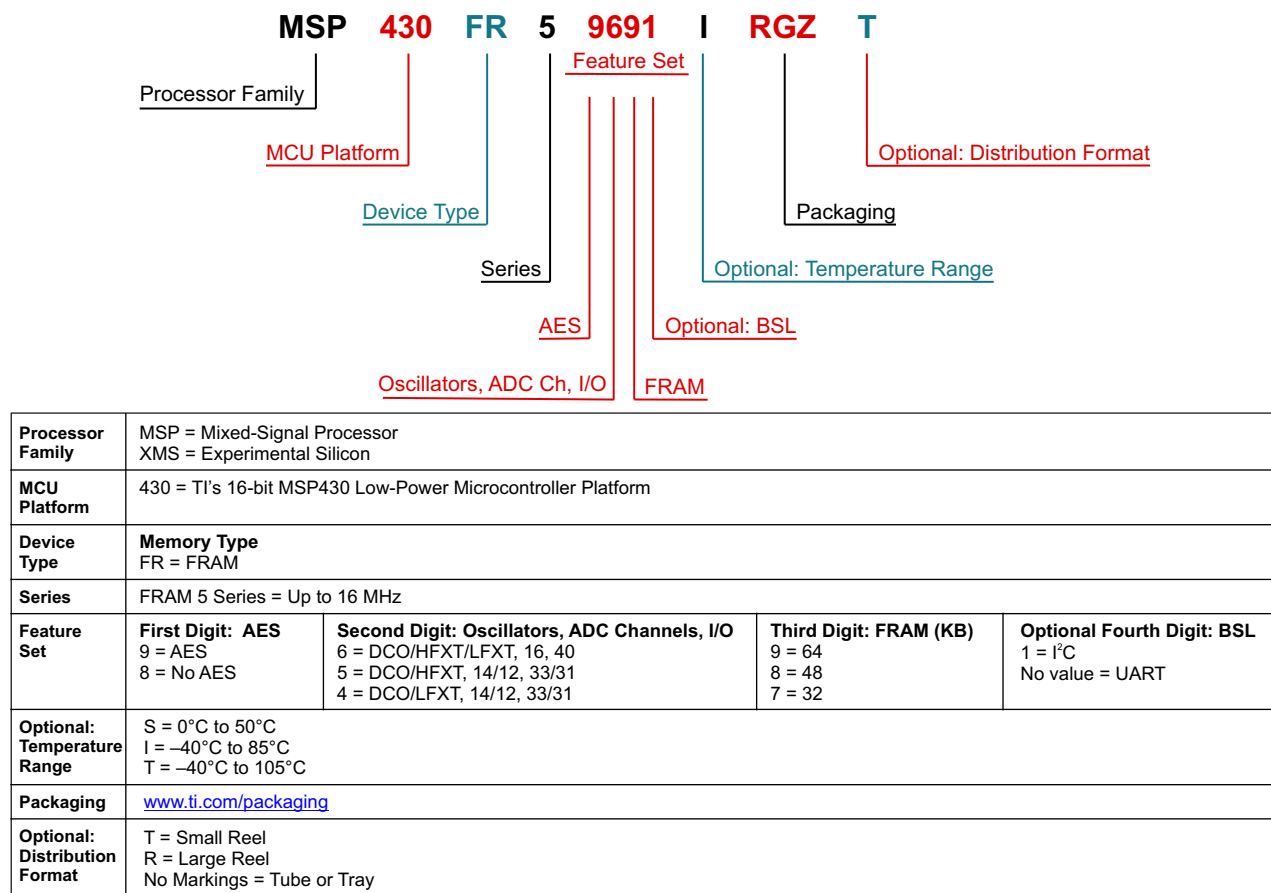 MSP 430 FR 5 9691 I RGZ T
Feature Set
Processor Family
MCU Platform
Optional: Distribution Format
Device Type
Packaging
Series
Optional: Temperature Range
AES
Optional: BSL
Oscillators, ADC Ch, I/O
FRAM
Processor Family
MSP = Mixed-Signal Processor
XMS = Experimental Silicon
MCU Platform
430 = TI's 16-bit MSP430 Low-Power Microcontroller Platform
Device Type
Memory Type
FR = FRAM
Series
FRAM 5 Series = Up to 16 MHz
Feature Set
First Digit: AES
9 = AES
8 = No AES
Second Digit: Oscillators, ADC Channels, I/O
6 = DCO/HFXT/LFXT, 16, 40
5 = DCO/HFXT, 14/12, 33/31
4 = DCO/LFXT, 14/12, 33/31
Third Digit: FRAM (KB)
9 = 64
8 = 48
7 = 32
Optional Fourth Digit: BSL
1 = I²C
No value = UART
Optional: Temperature Range
S = 0°C to 50°C
I = –40°C to 85°C
T = –40°C to 105°C
Packaging
www.ti.com/packaging
Optional: Distribution Format
T = Small Reel
R = Large Reel
No Markings = Tube or Tray